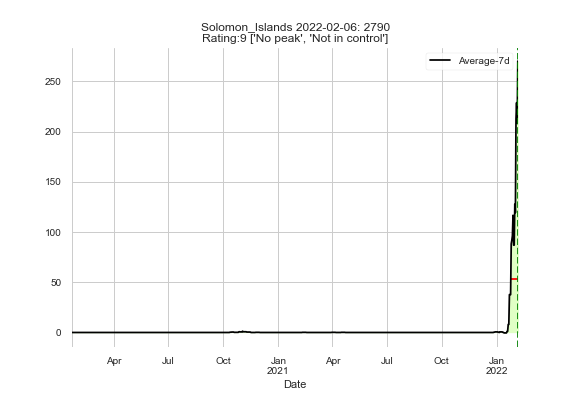 Solomon_Islands 2022-02-06: 2790
Rating:9 ['No peak', 'Not in control']
Average-7d
250
200
150
100
50
0
Apr
Jul
Oct
Jan
2021
Apr
Jul
Oct
Jan
2022
Date